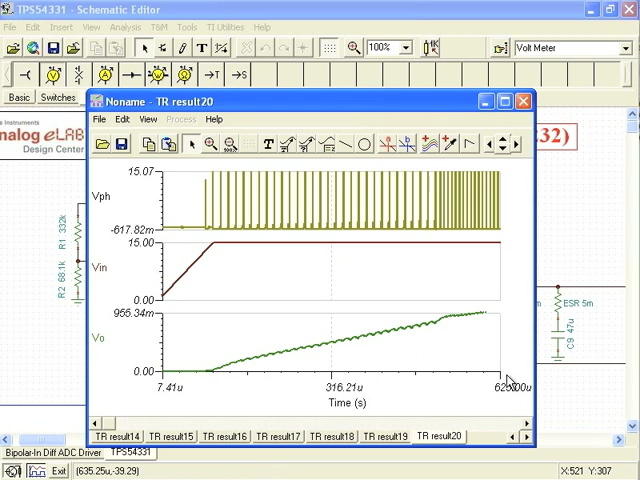 TPS54331 - Schematic Editor
File Edit Insert View Analysis T&M Tools TI Utilities Help
100%
Volt Meter
Basic Switches
s Instruments
nalog eLAB
Design Center
32)
Noname - TR result20
File Edit View Process Help
15.07
Vph
-617.82m
15.00
Vin
0.00
955.34m
Vo
0.00
7.41u 316.21u
Time (s)
R1 332k
R2 68.1k
ESR 5m
C9 47u
TR result14 TR result15 TR result16 TR result17 TR result18 TR result19 TR result20
Bipolar-In Diff ADC Driver TPS54331
Exit (635.25u,-39.29) X:521 Y:307